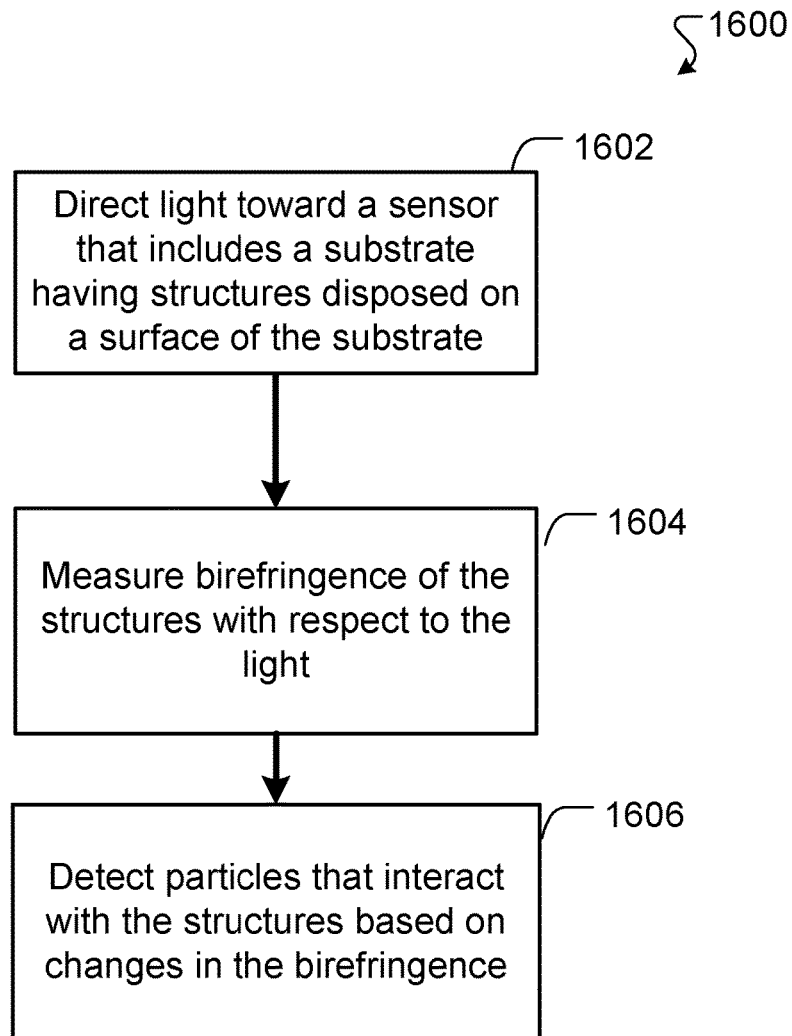 1600
1602
Direct light toward a sensor
that includes a substrate
having structures disposed on
a surface of the substrate
1604
Measure birefringence of the
structures with respect to the
light
1606
Detect particles that interact
with the structures based on
changes in the birefringence